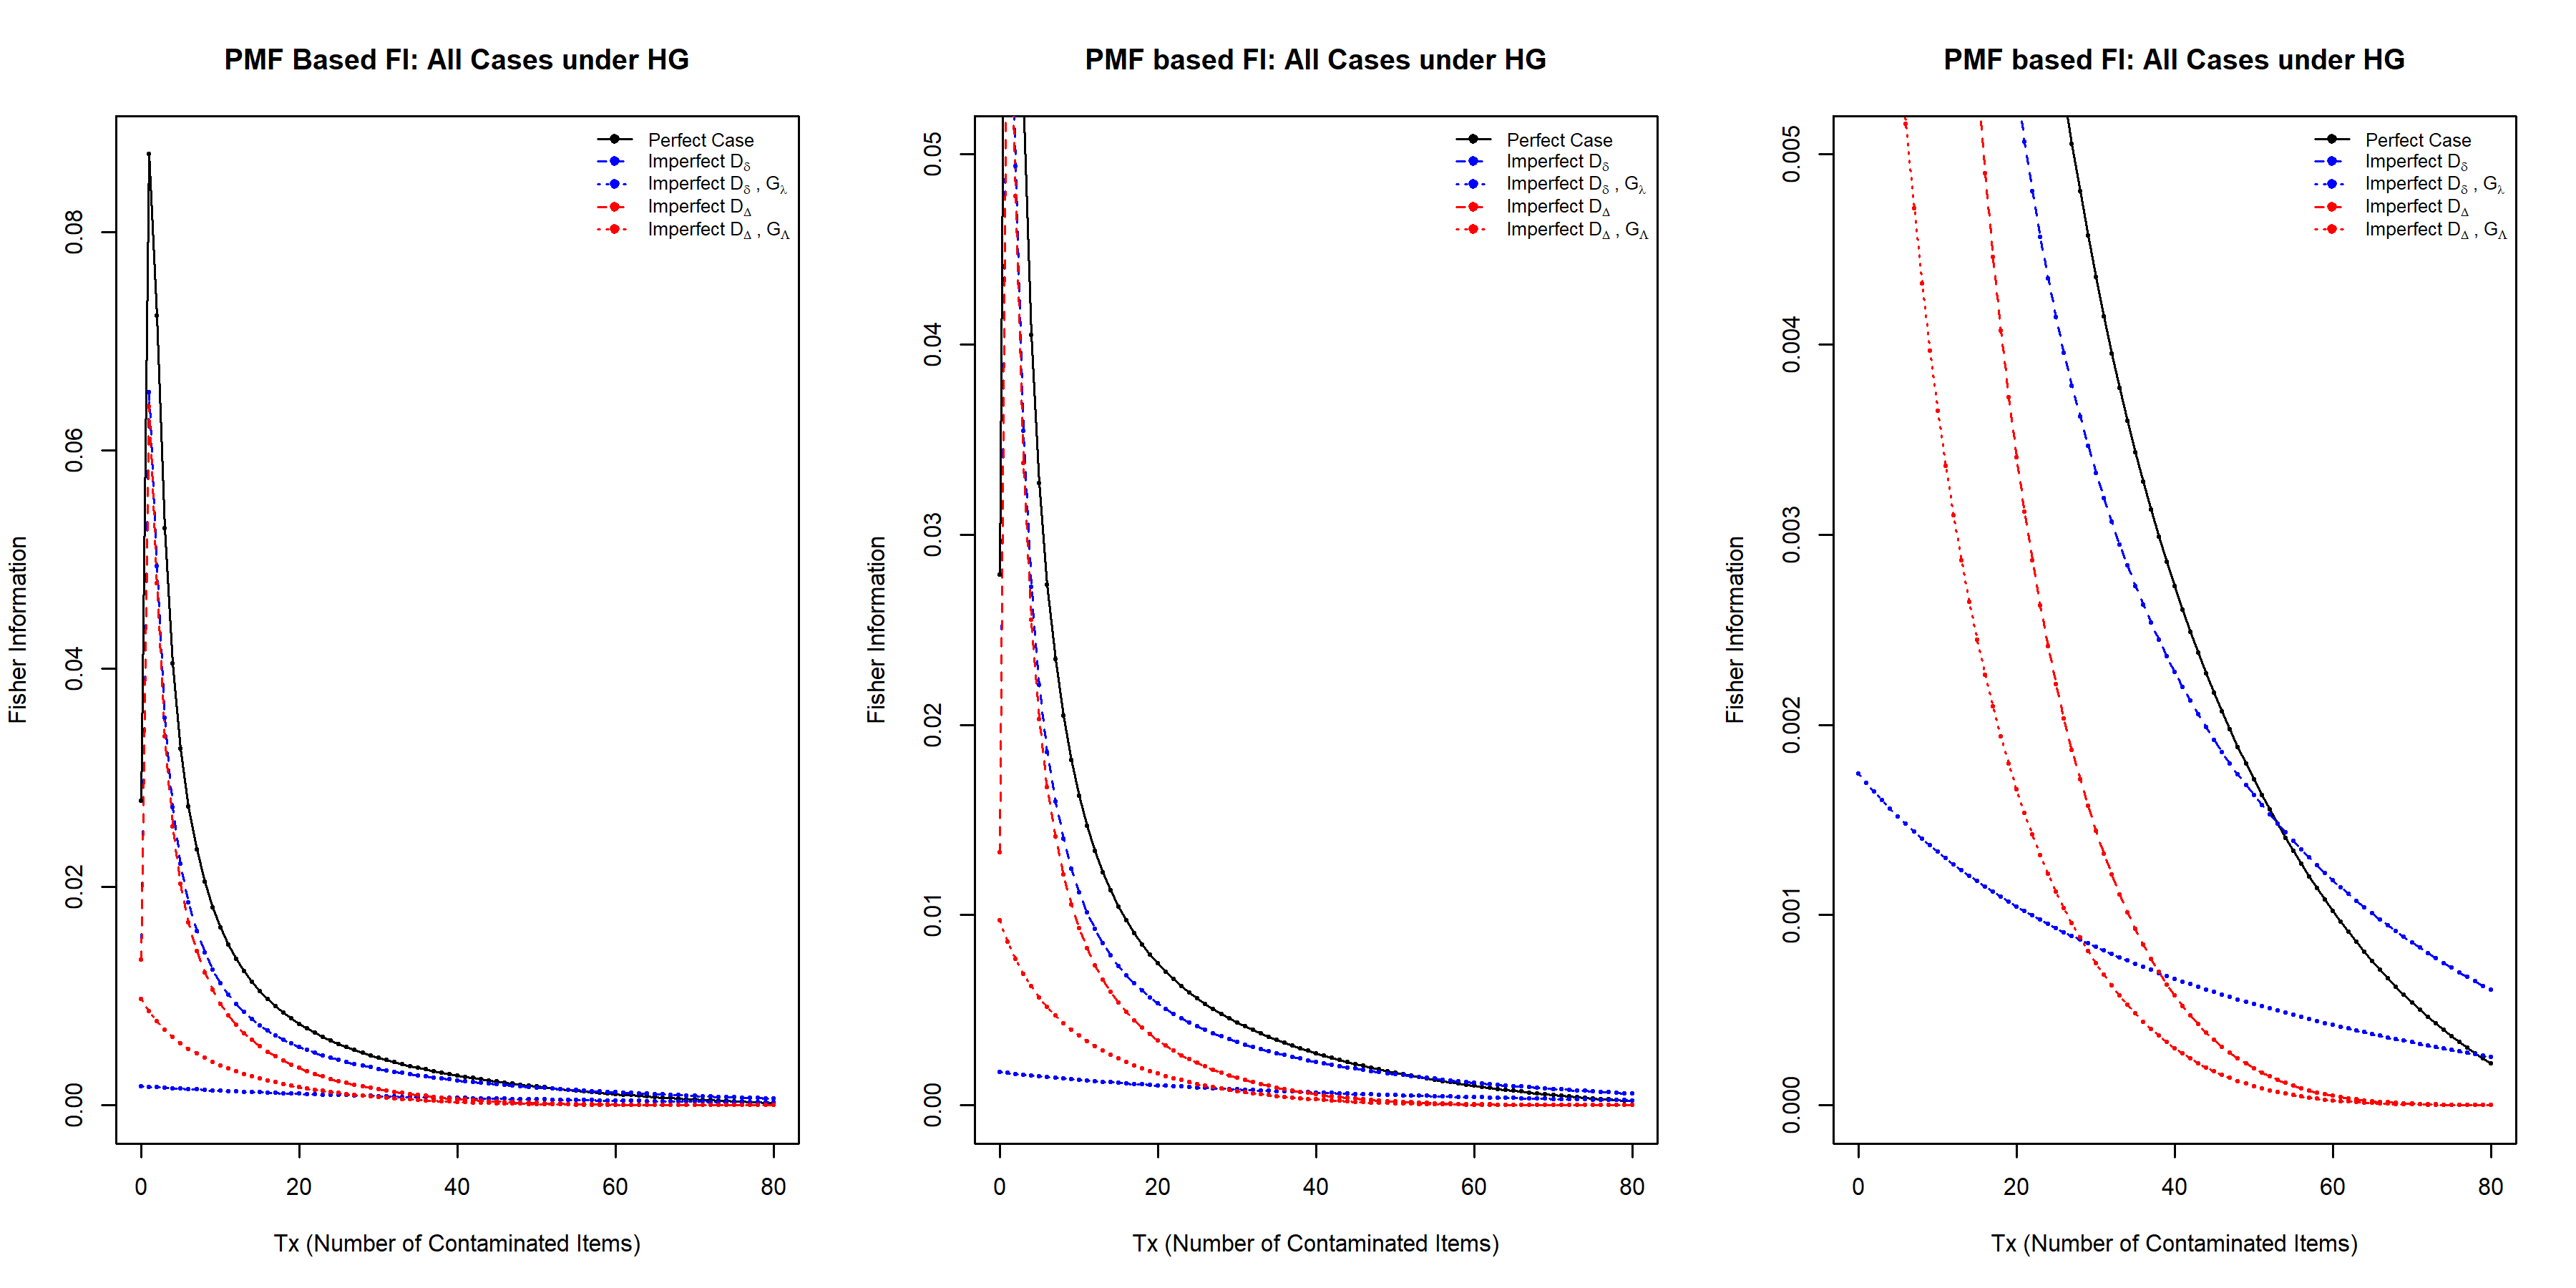 PMF Based FI: All Cases under HG
Fisher Information
0.00
0.02
0.04
0.06
0.08
0
20
40
60
80
Tx (Number of Contaminated Items)
Perfect Case
Imperfect Dδ
Imperfect Dδ , Gλ
Imperfect DΔ
Imperfect DΔ , GΛ
PMF based FI: All Cases under HG
Fisher Information
0.00
0.01
0.02
0.03
0.04
0.05
0
20
40
60
80
Tx (Number of Contaminated Items)
Perfect Case
Imperfect Dδ
Imperfect Dδ , Gλ
Imperfect DΔ
Imperfect DΔ , GΛ
PMF based FI: All Cases under HG
Fisher Information
0.000
0.001
0.002
0.003
0.004
0.005
0
20
40
60
80
Tx (Number of Contaminated Items)
Perfect Case
Imperfect Dδ
Imperfect Dδ , Gλ
Imperfect DΔ
Imperfect DΔ , GΛ